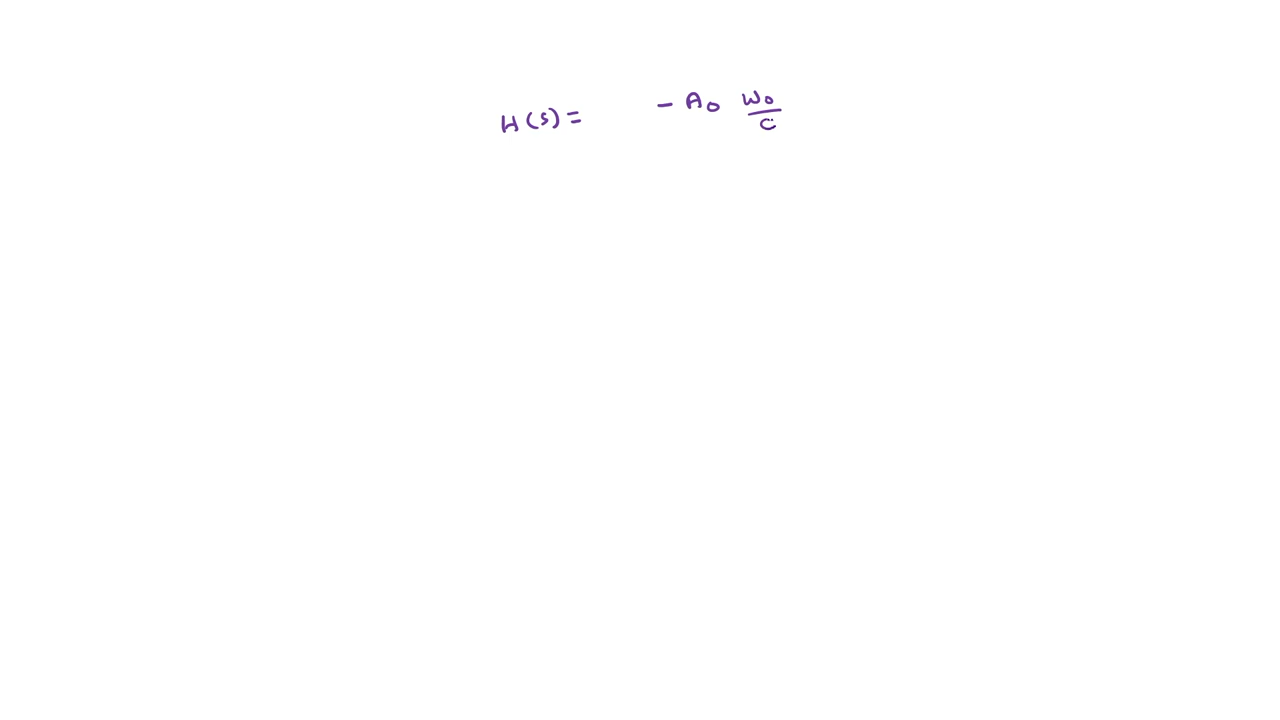 H(s) = - A₀ W₀/C